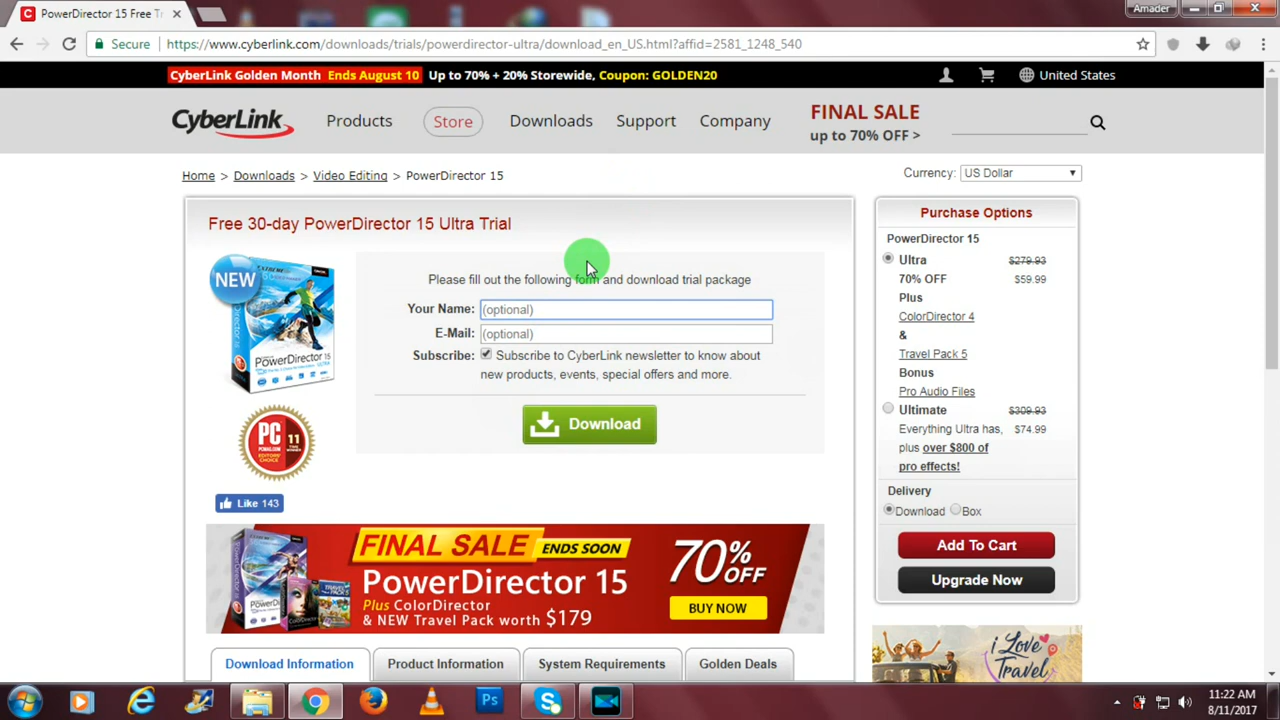 PowerDirector 15 Free T
Amader
Secure
https://www.cyberlink.com/downloads/trials/powerdirector-ultra/download_en_US.html?affid=2581_1248_540
CyberLink Golden Month Ends August 10 Up to 70% + 20% Storewide, Coupon: GOLDEN20
United States
CyberLink
Products
Store
Downloads
Support
Company
FINAL SALE
up to 70% OFF >
Home > Downloads > Video Editing > PowerDirector 15
Currency: US Dollar
Free 30-day PowerDirector 15 Ultra Trial
NEW
PowerDirector 15
Please fill out the following form and download trial package
Your Name: (optional)
E-Mail: (optional)
Subscribe: Subscribe to CyberLink newsletter to know about
new products, events, special offers and more.
Download
PC
11
Like 143
Purchase Options
PowerDirector 15
Ultra $279.93
70% OFF $59.99
Plus
ColorDirector 4
&
Travel Pack 5
Bonus
Pro Audio Files
Ultimate $309.93
Everything Ultra has, $74.99
plus over $800 of
pro effects!
Delivery
Download Box
Add To Cart
Upgrade Now
FINAL SALE ENDS SOON
PowerDirector 15
Plus ColorDirector
& NEW Travel Pack worth $179
70% OFF
BUY NOW
i Love
Travel
Download Information
Product Information
System Requirements
Golden Deals
Ps
11:22 AM
8/11/2017